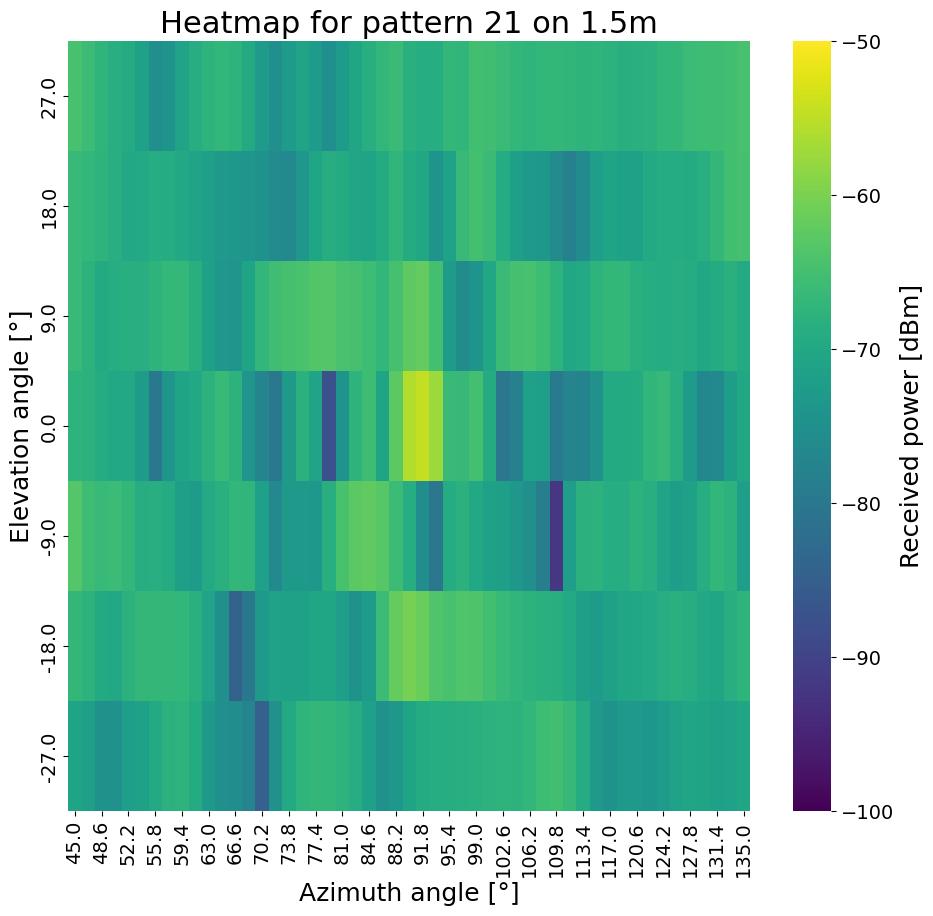 Heatmap for pattern 21 on 1.5m
Elevation angle [°]
27.0
18.0
9.0
0.0
-9.0
-18.0
-27.0
45.0 48.6 52.2 55.8 59.4 63.0 66.6 70.2 73.8 77.4 81.0 84.6 88.2 91.8 95.4 99.0 102.6 106.2 109.8 113.4 117.0 120.6 124.2 127.8 131.4 135.0
Azimuth angle [°]
−50
−60
−70
−80
−90
−100
Received power [dBm]